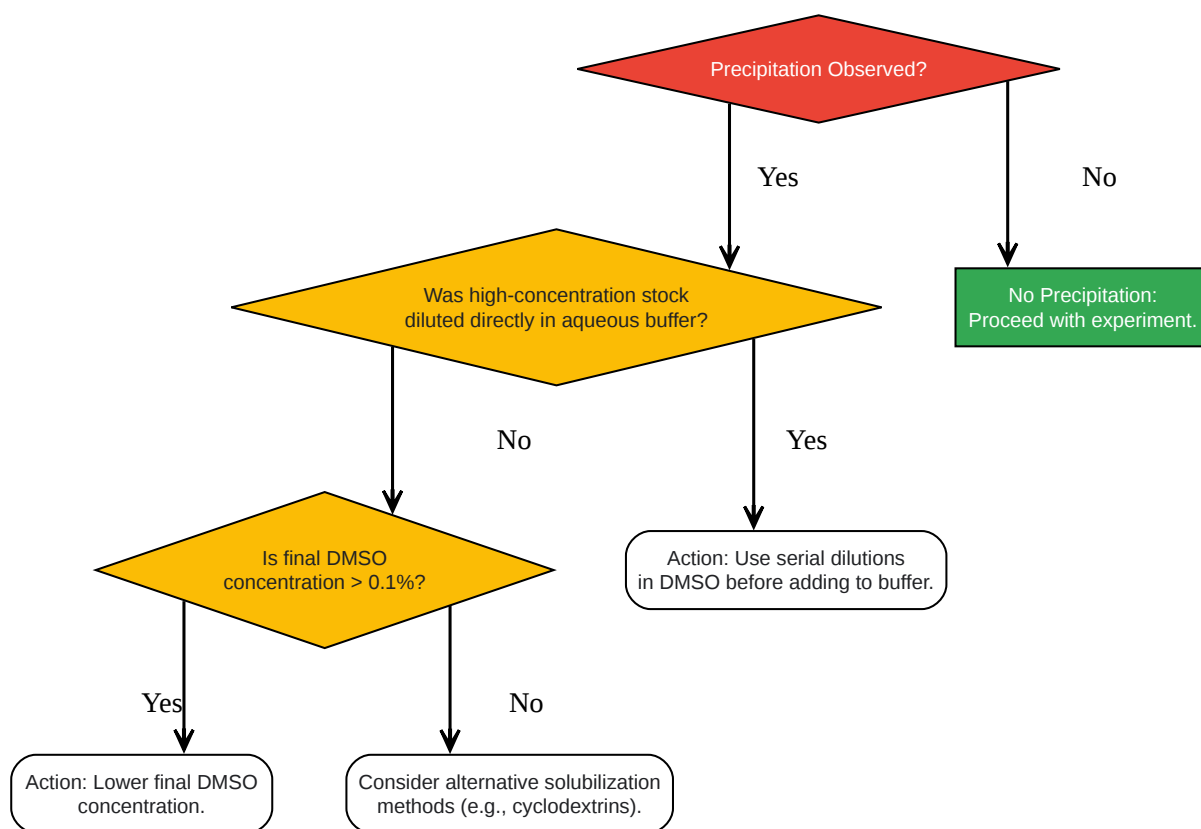 Precipitation Observed?
Yes
No
Was high-concentration stock
diluted directly in aqueous buffer?
No Precipitation:
Proceed with experiment.
No
Yes
Is final DMSO
concentration > 0.1%?
Action: Use serial dilutions
in DMSO before adding to buffer.
Yes
No
Action: Lower final DMSO
concentration.
Consider alternative solubilization
methods (e.g., cyclodextrins).